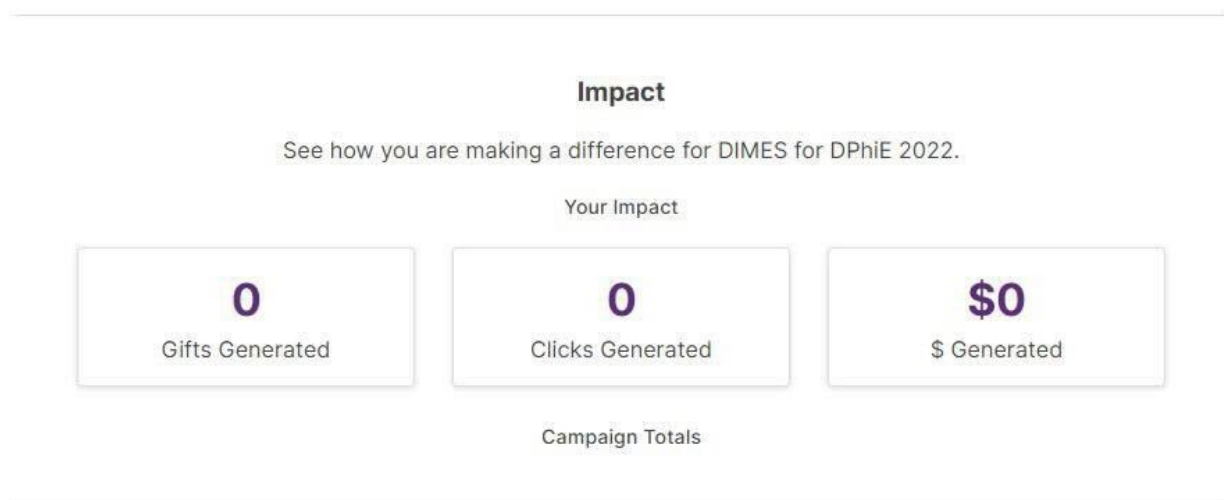 Impact
See how you are making a difference for DIMES for DPhiE 2022.
Your Impact
0
Gifts Generated
0
Clicks Generated
$0
$ Generated
Campaign Totals